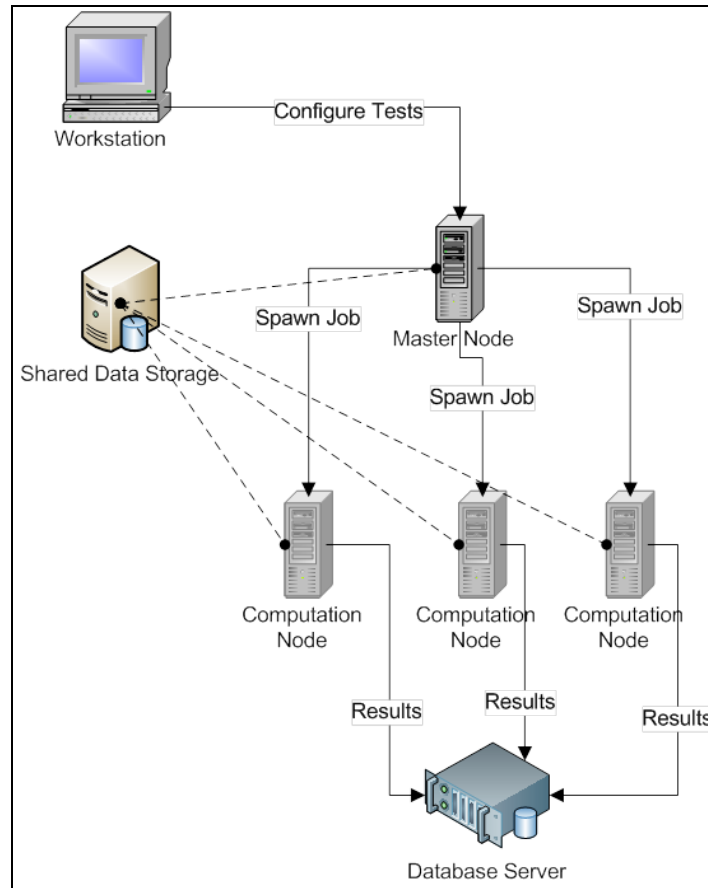 Configure Tests
Workstation
Spawn Job
Spawn Job
Master Node
Shared Data Storage
Spawn Job
Computation
Node
Computation
Node
Computation
Node
Results
Results
Results
Database Server